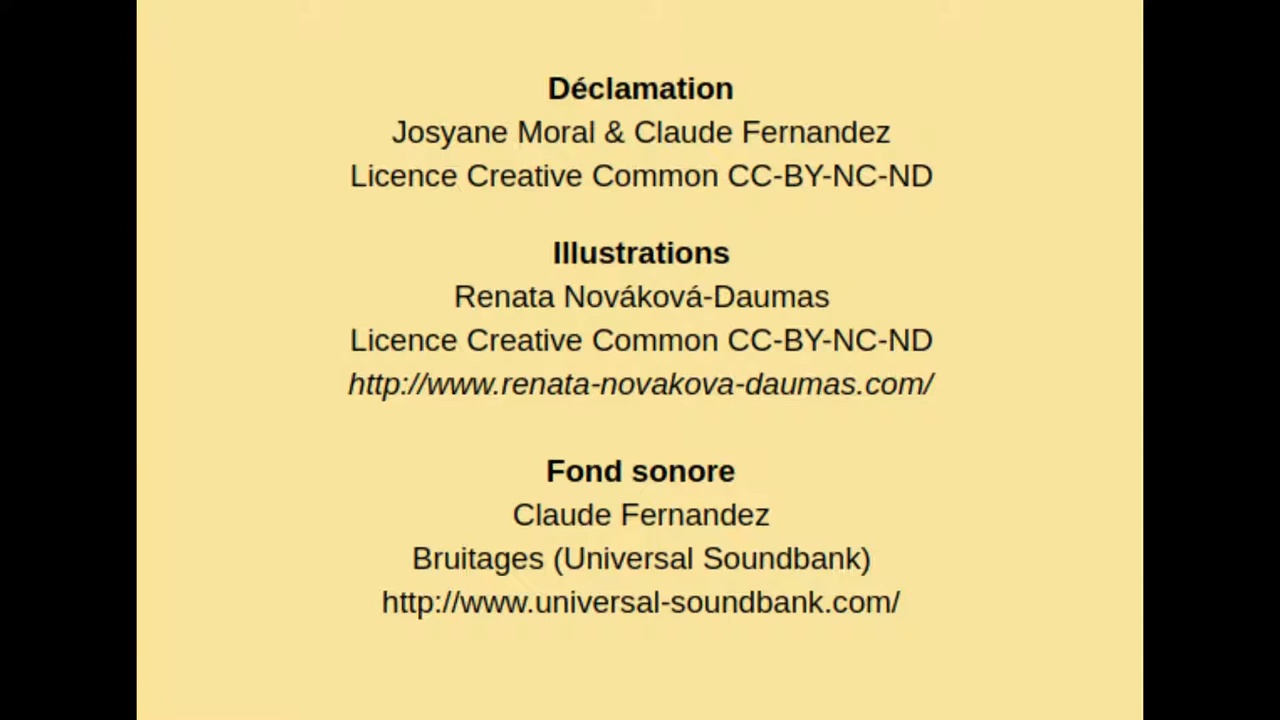 Déclamation
Josyane Moral & Claude Fernandez
Licence Creative Common CC-BY-NC-ND
Illustrations
Renata Nováková-Daumas
Licence Creative Common CC-BY-NC-ND
http://www.renata-novakova-daumas.com/
Fond sonore
Claude Fernandez
Bruitages (Universal Soundbank)
http://www.universal-soundbank.com/